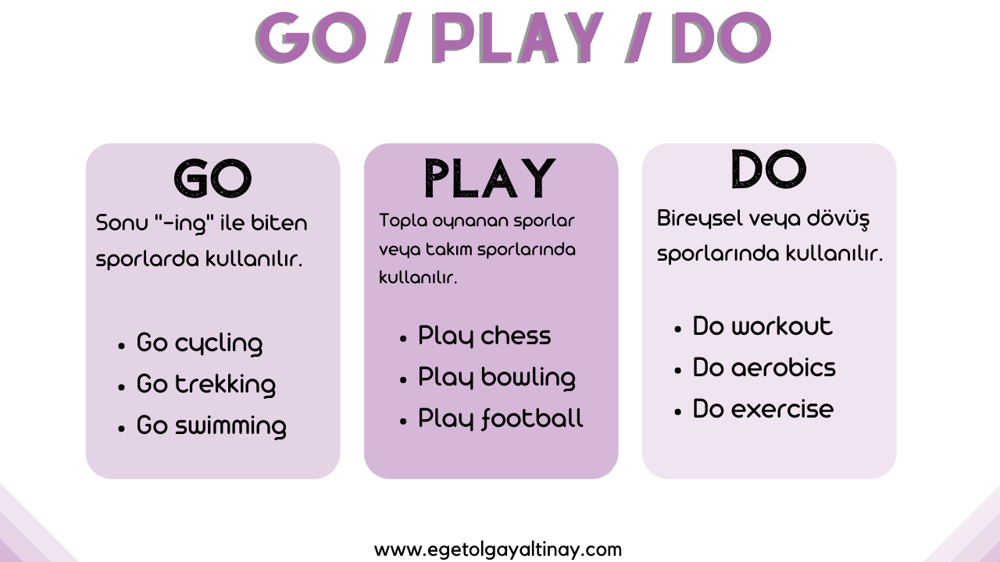 GO / PLAY / DO
GO
Sonu "-ing" ile biten
sporlarda kullanılır.
• Go cycling
• Go trekking
• Go swimming
PLAY
Topla oynanan sporlar
veya takım sporlarında
kullanılır.
• Play chess
• Play bowling
• Play football
DO
Bireysel veya dövüş
sporlarında kullanılır.
• Do workout
• Do aerobics
• Do exercise
www.egetolgayaltinay.com